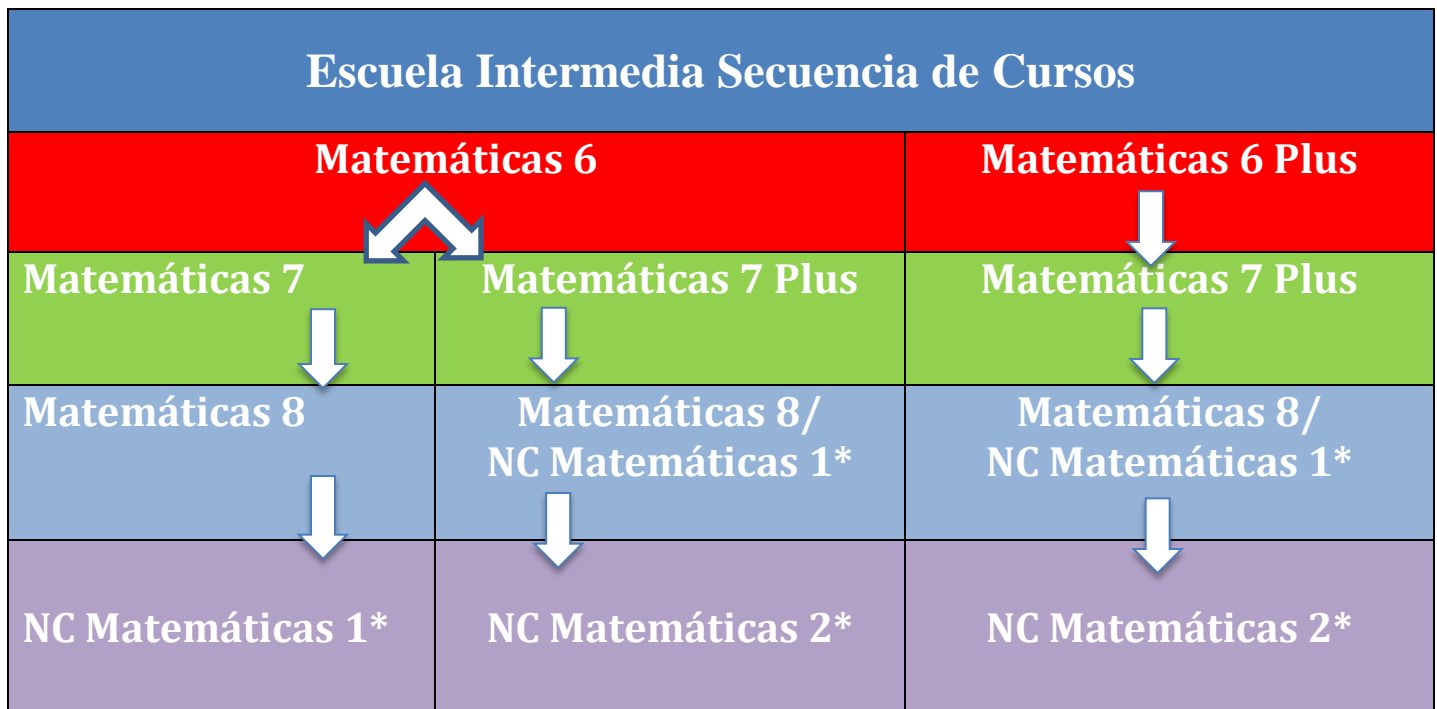 Escuela Intermedia Secuencia de Cursos
Matemáticas 6
Matemáticas 6 Plus
Matemáticas 7
Matemáticas 7 Plus
Matemáticas 7 Plus
Matemáticas 8
Matemáticas 8/
NC Matemáticas 1*
Matemáticas 8/
NC Matemáticas 1*
NC Matemáticas 1*
NC Matemáticas 2*
NC Matemáticas 2*